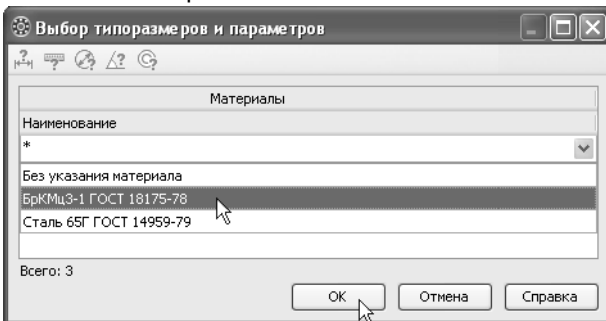 Выбор типоразмеров и параметров
Материалы
Наименование
*
Без указания материала
БрКМц3-1 ГОСТ 18175-78
Сталь 65Г ГОСТ 14959-79
Всего: 3
ОК Отмена Справка